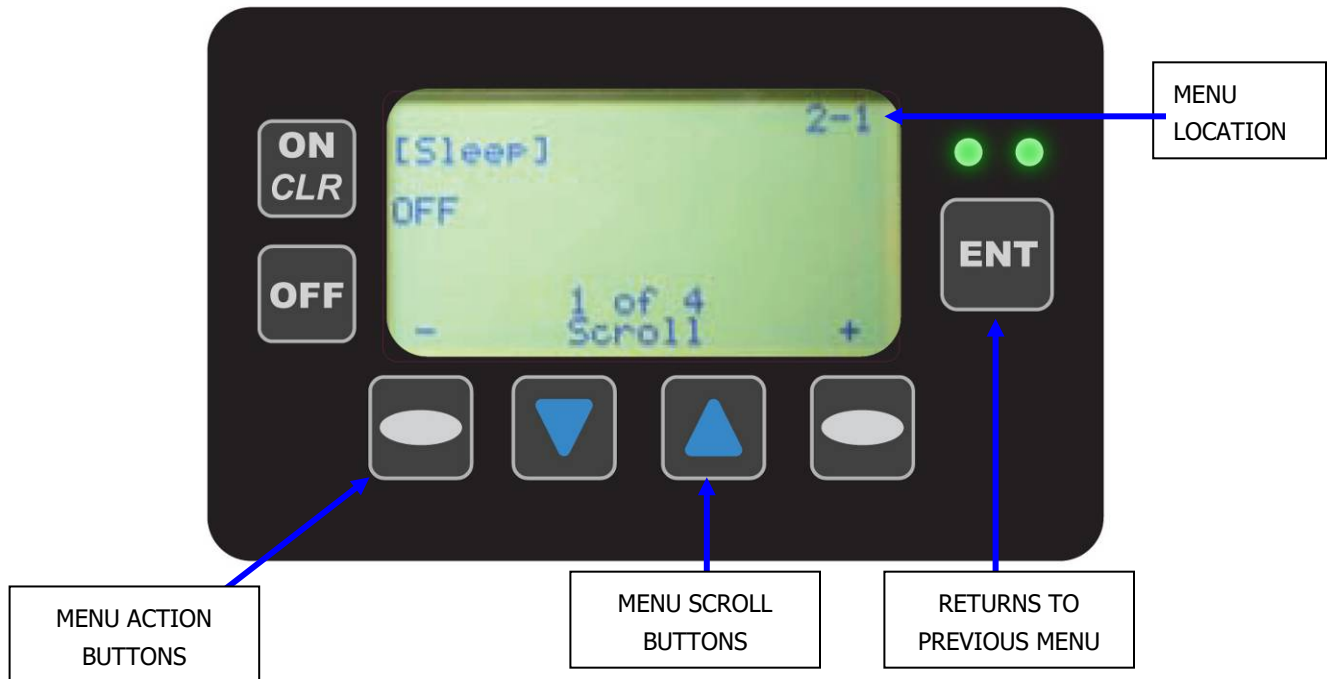 MENU
LOCATION
2-1
ON
CLR
[Sleep]
OFF
ENT
OFF
1 of 4
- Scroll +
MENU ACTION
BUTTONS
MENU SCROLL
BUTTONS
RETURNS TO
PREVIOUS MENU